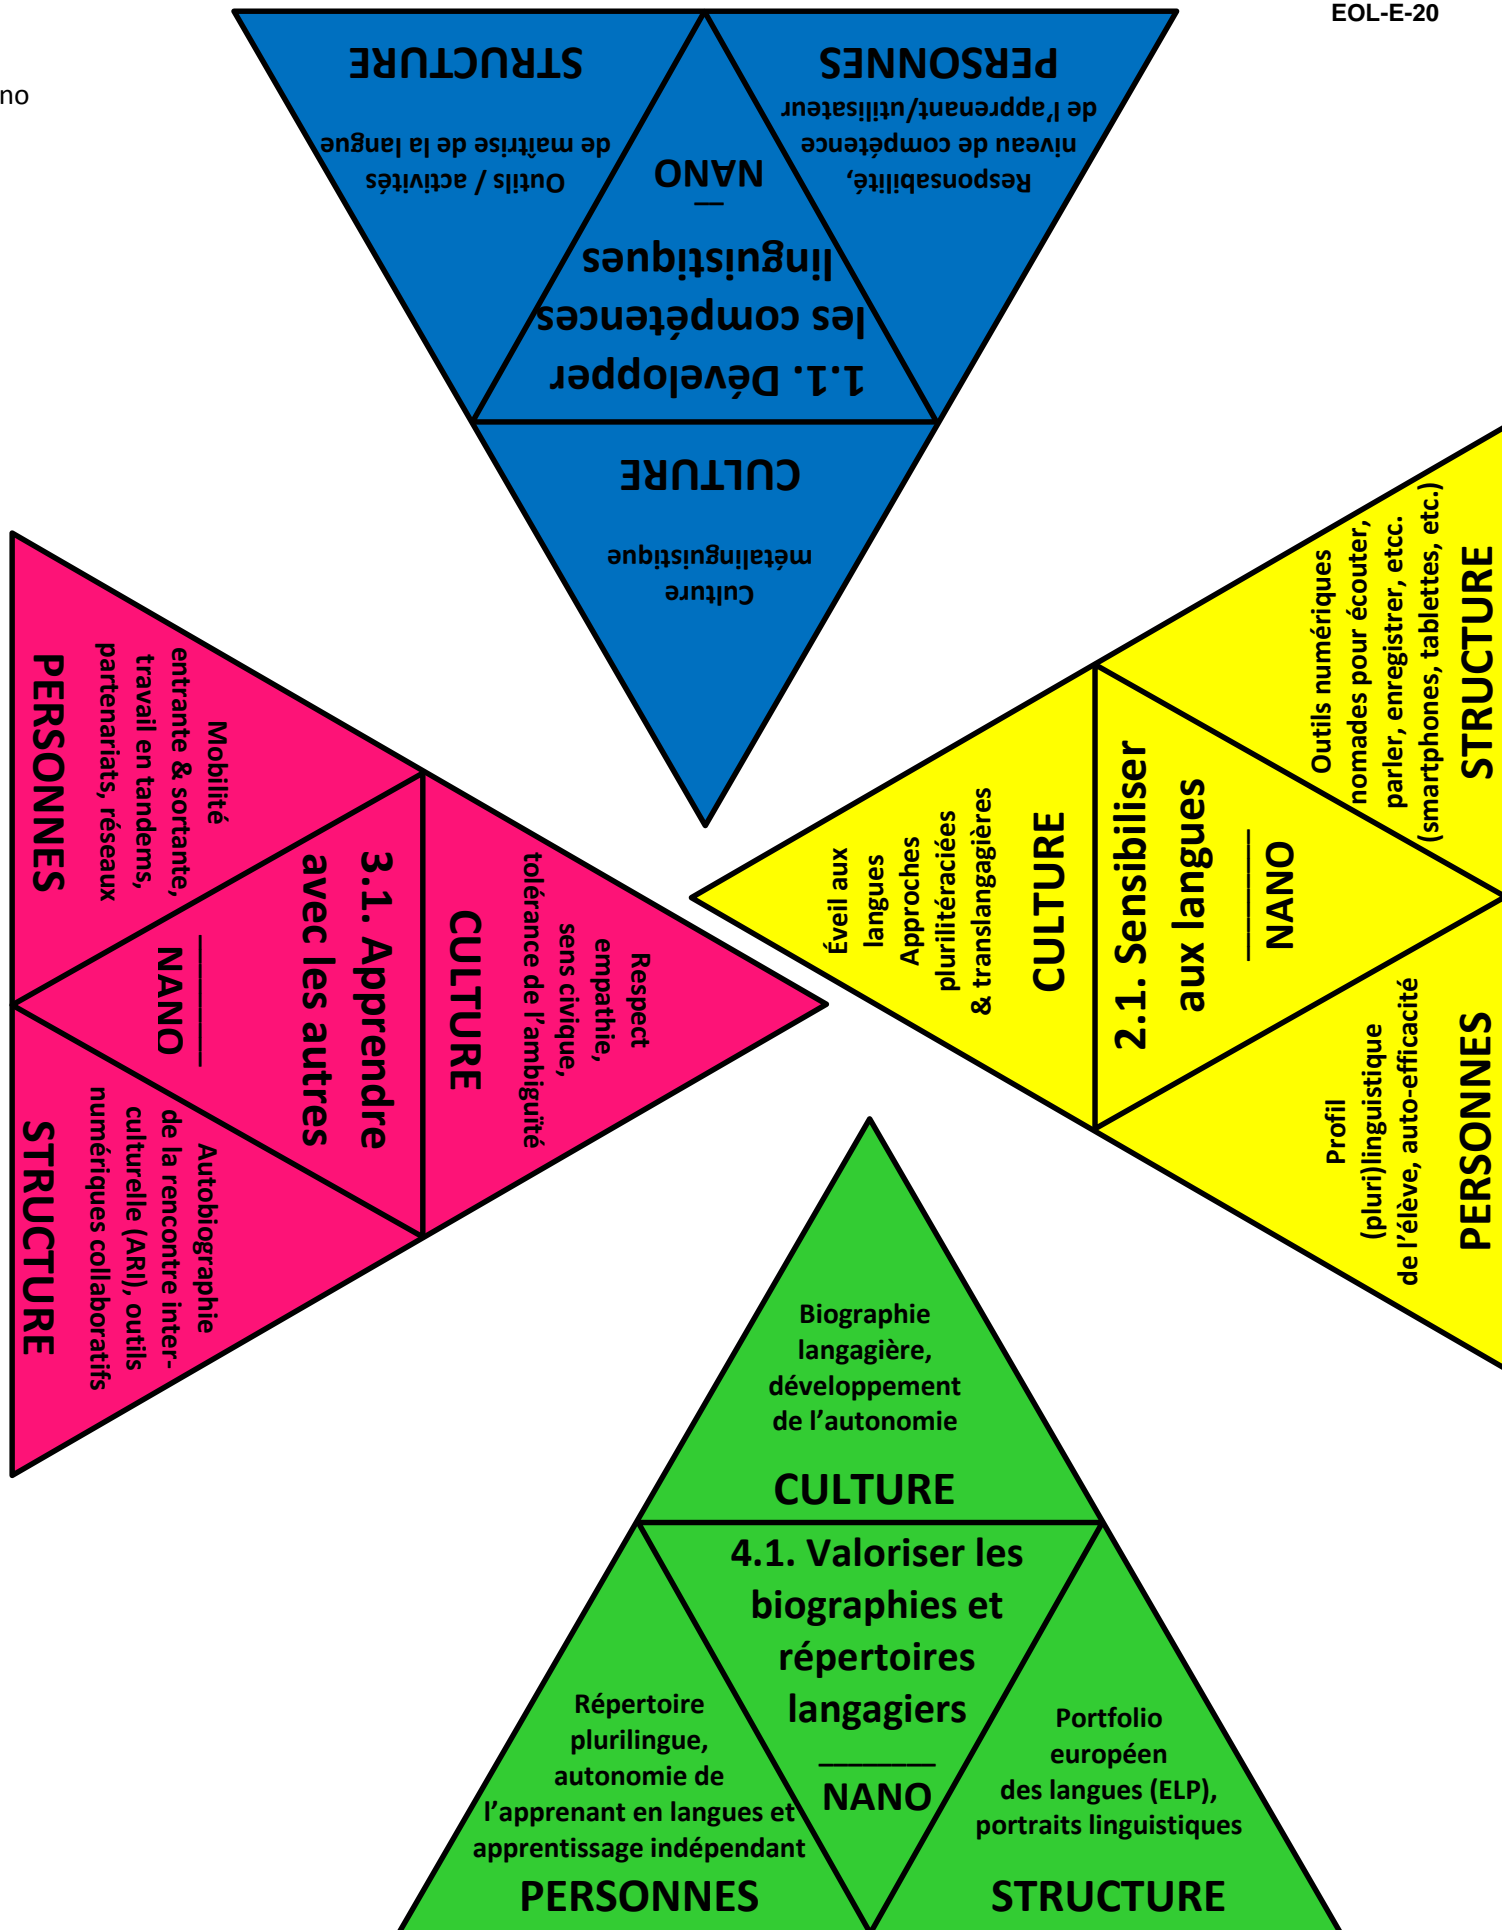 EOL-E-20
no
1.1. Développer
les compétences
linguistiques
__
NANO
Culture
métalinguistique
CULTURE
Responsabilité,
niveau de compétence
de l’apprenant/utilisateur
PERSONNES
Outils / activités
de maîtrise de la langue
STRUCTURE
Éveil aux
langues
Approches
plurilitéraciées
& translangagières
CULTURE
2.1. Sensibiliser
aux langues
________
NANO
Outils numériques
nomades pour écouter,
parler, enregistrer, etcc.
(smartphones, tablettes, etc.)
STRUCTURE
Profil
(pluri)linguistique
de l’élève, auto-efficacité
PERSONNES
Respect
empathie,
sens civique,
tolérance de l’ambiguïté
CULTURE
3.1. Apprendre
avec les autres
_________
NANO
Mobilité
entrante & sortante,
travail en tandems,
partenariats, réseaux
PERSONNES
Autobiographie
de la rencontre inter-
culturelle (ARI), outils
numériques collaboratifs
STRUCTURE
Biographie
langagière,
développement
de l’autonomie
CULTURE
4.1. Valoriser les
biographies et
répertoires
langagiers
________
NANO
Répertoire
plurilingue,
autonomie de
l’apprenant en langues et
apprentissage indépendant
PERSONNES
Portfolio
européen
des langues (ELP),
portraits linguistiques
STRUCTURE